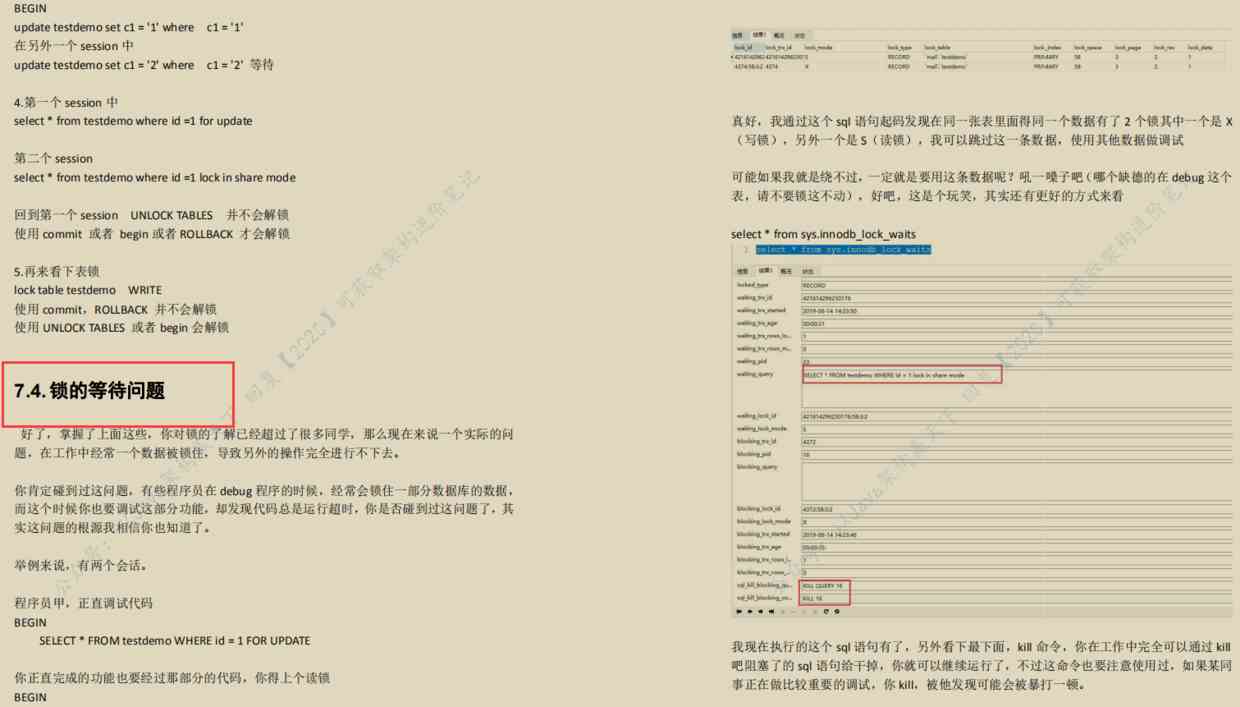 BEGIN
update testdemo set c1 = '1' where c1 = '1'
在另外一个 session 中
update testdemo set c1 = '2' where c1 = '2' 等待
4.第一个 session 中
select * from testdemo where id =1 for update
第二个 session
select * from testdemo where id =1 lock in share mode
回到第一个 session UNLOCK TABLES 并不会解锁
使用 commit 或者 begin 或者 ROLLBACK 才会解锁
5.再来看下表锁
lock table testdemo WRITE
使用 commit，ROLLBACK 并不会解锁
使用 UNLOCK TABLES 或者 begin 会解锁
7.4. 锁的等待问题
好了，掌握了上面这些，你对锁的了解已经超过了很多同学，那么现在来说一个实际的问
题，在工作中经常一个数据被锁住，导致另外的操作完全进行不下去。
你肯定碰到过这问题，有些程序员在 debug 程序的时候，经常会锁住一部分数据库的数据，
而这个时候你也要调试这部分功能，却发现代码总是运行超时，你是否碰到过这问题了，其
实这问题的根源我相信你也知道了。
举例来说，有两个会话。
程序员甲，正直调试代码
BEGIN
SELECT * FROM testdemo WHERE id = 1 FOR UPDATE
你正直完成的功能也要经过那部分的代码，你得上个读锁
BEGIN
信息 结果1 概况 状态
lock_id lock_trx_id lock_mode lock_type lock_table lock_index lock_space lock_page lock_rec lock_data
RECORD `mall`.`testdemo` PRIMARY 58 3 2 1
4374:58:3:2 4374 X RECORD `mall`.`testdemo` PRIMARY 58 3 2 1
真好，我通过这个 sql 语句起码发现在同一张表里面得同一个数据有了 2 个锁其中一个是 X
（写锁），另外一个是 S（读锁），我可以跳过这一条数据，使用其他数据做调试
可能如果我就是绕不过，一定就是要用这条数据呢？吼一嗓子吧（哪个缺德的在 debug 这个
表，请不要锁这不动），好吧，这是个玩笑，其实还有更好的方式来看
select * from sys.innodb_lock_waits
1 select * from sys.innodb_lock_waits
信息 结果1 概况 状态
locked_type RECORD
waiting_trx_id 421614296230176
waiting_trx_started 2019-08-14 14:23:50
waiting_trx_age 00:00:31
waiting_trx_rows_lo... 1
waiting_trx_rows_m... 0
waiting_pid
waiting_query SELECT * FROM testdemo WHERE id = 1 lock in share mode
waiting_lock_id 421614296230176:58:3:2
waiting_lock_mode S
blocking_trx_id 4372
blocking_pid 16
blocking_query
blocking_lock_id 4372:58:3:2
blocking_lock_mode X
blocking_trx_started 2019-08-14 14:23:46
blocking_trx_age 00:00:35
blocking_trx_rows_l... 1
blocking_trx_rows_... 0
sql_kill_blocking_qu... KILL QUERY 16
sql_kill_blocking_co... KILL 16
我现在执行的这个 sql 语句有了，另外看下最下面，kill 命令，你在工作中完全可以通过 kill
吧阻塞了的 sql 语句给干掉，你就可以继续运行了，不过这命令也要注意使用过，如果某同
事正在做比较重要的调试，你 kill，被他发现可能会被暴打一顿。